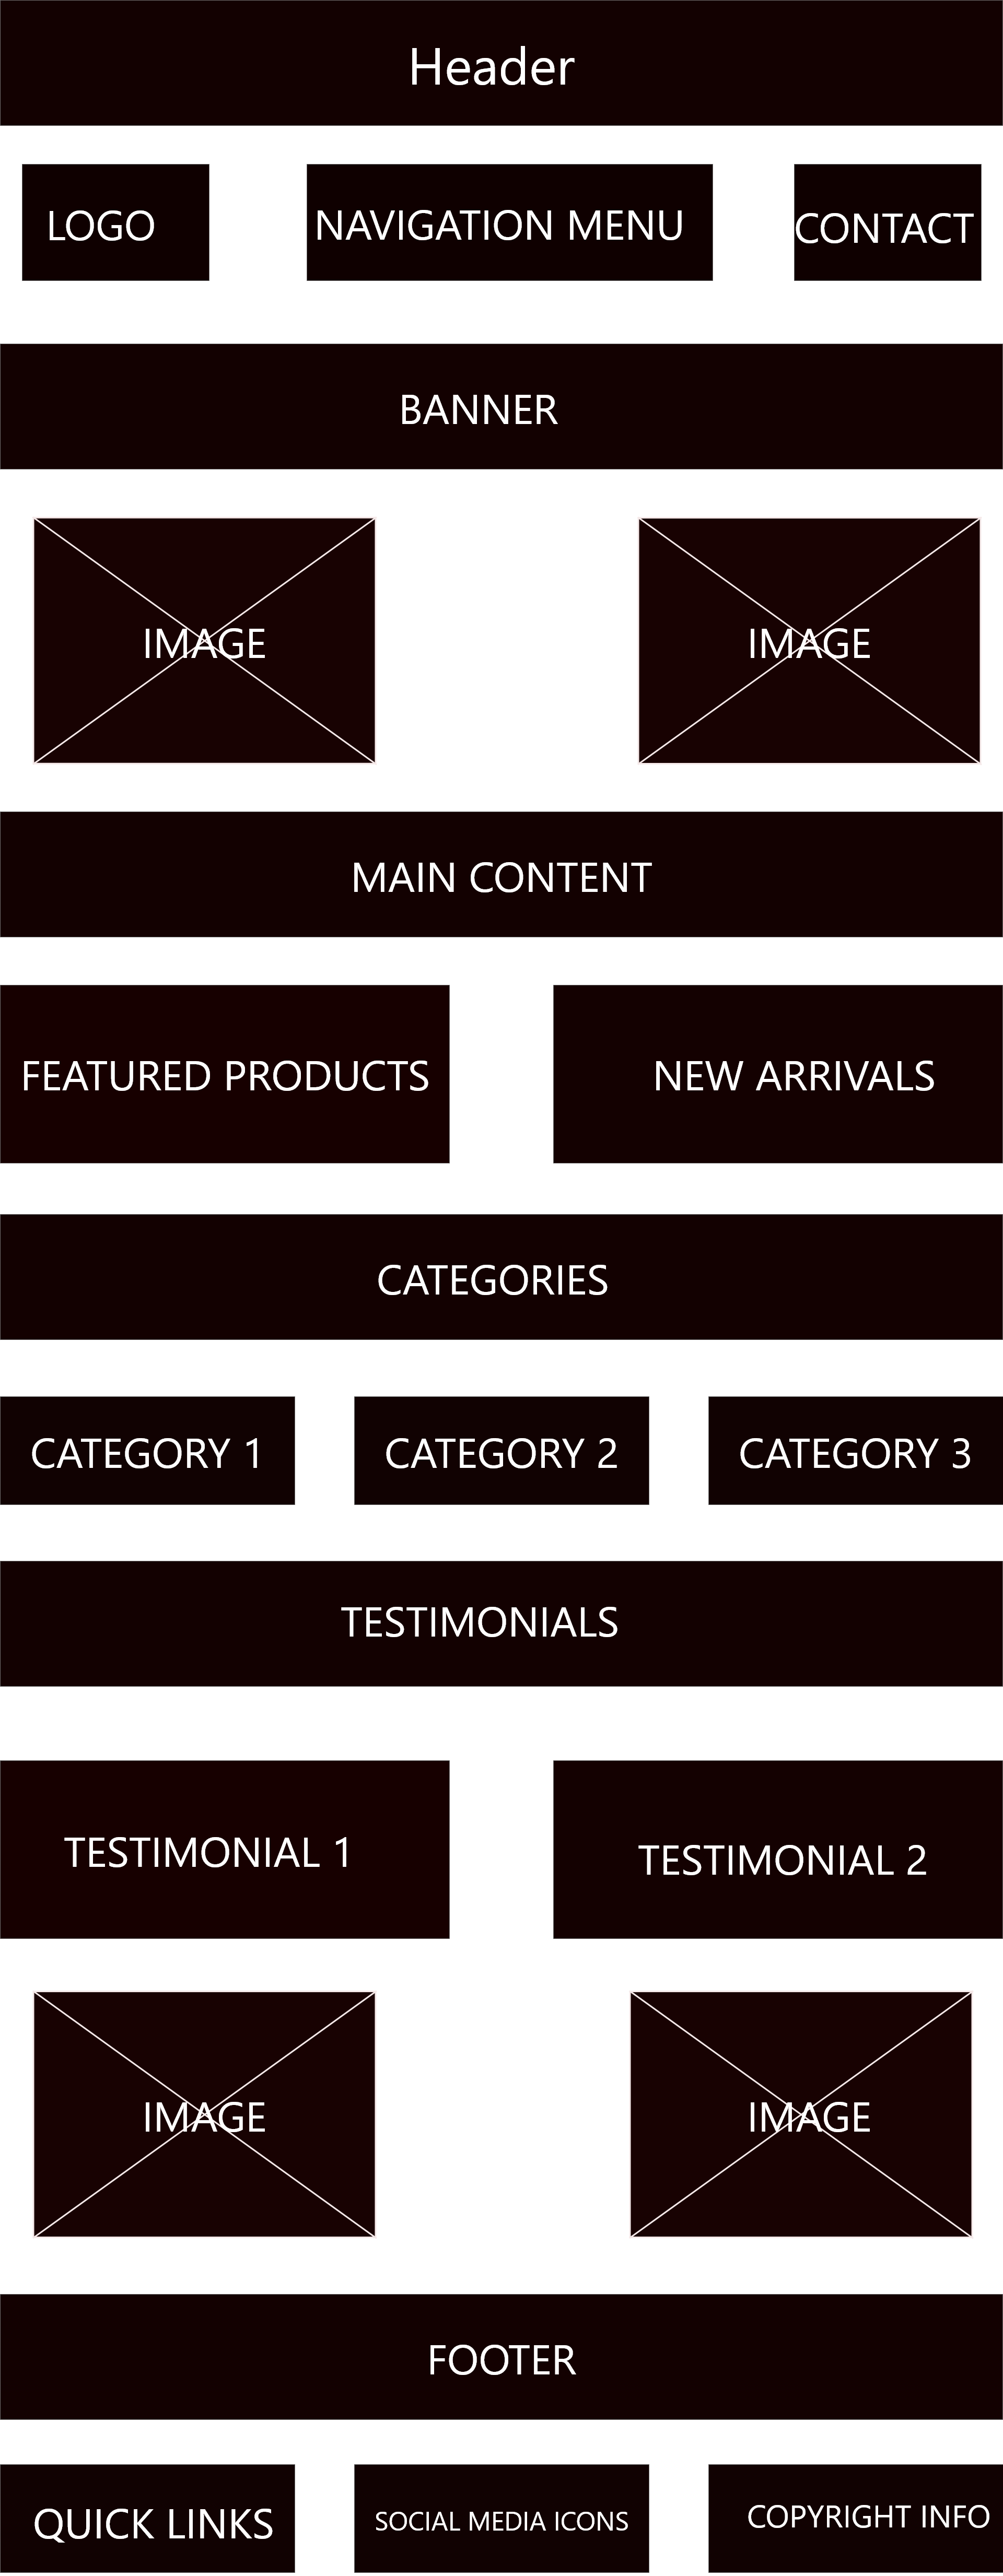 Header
LOGO
NAVIGATION MENU
CONTACT
BANNER
IMAGE
IMAGE
MAIN CONTENT
FEATURED PRODUCTS
NEW ARRIVALS
CATEGORIES
CATEGORY 1
CATEGORY 2
CATEGORY 3
TESTIMONIALS
TESTIMONIAL 1
TESTIMONIAL 2
IMAGE
IMAGE
FOOTER
QUICK LINKS
SOCIAL MEDIA ICONS
COPYRIGHT INFO